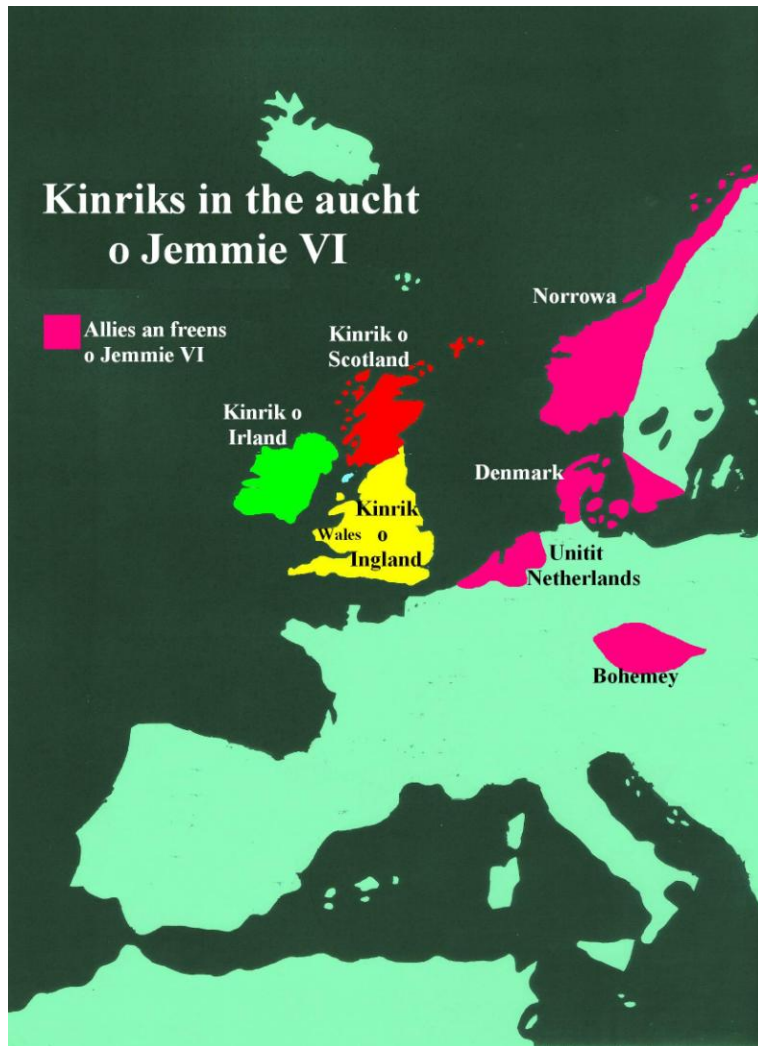 Kinriks in the aucht
o Jemmie VI
Norrowa
Allies an freens
o Jemmie VI
Kinrik o
Scotland
Kinrik o
Irland
Denmark
Kinrik
o
Ingland
Wales
Unitit
Netherlands
Bohemey